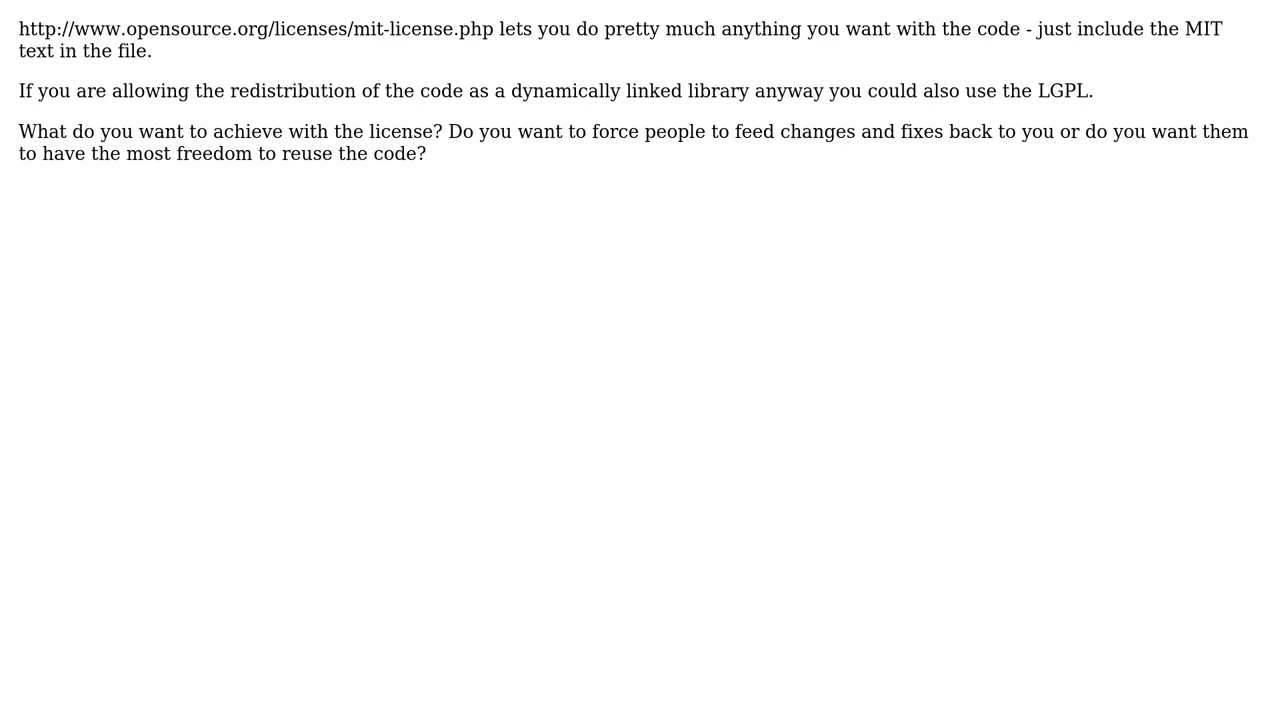 http://www.opensource.org/licenses/mit-license.php lets you do pretty much anything you want with the code - just include the MIT
text in the file.
If you are allowing the redistribution of the code as a dynamically linked library anyway you could also use the LGPL.
What do you want to achieve with the license? Do you want to force people to feed changes and fixes back to you or do you want them
to have the most freedom to reuse the code?